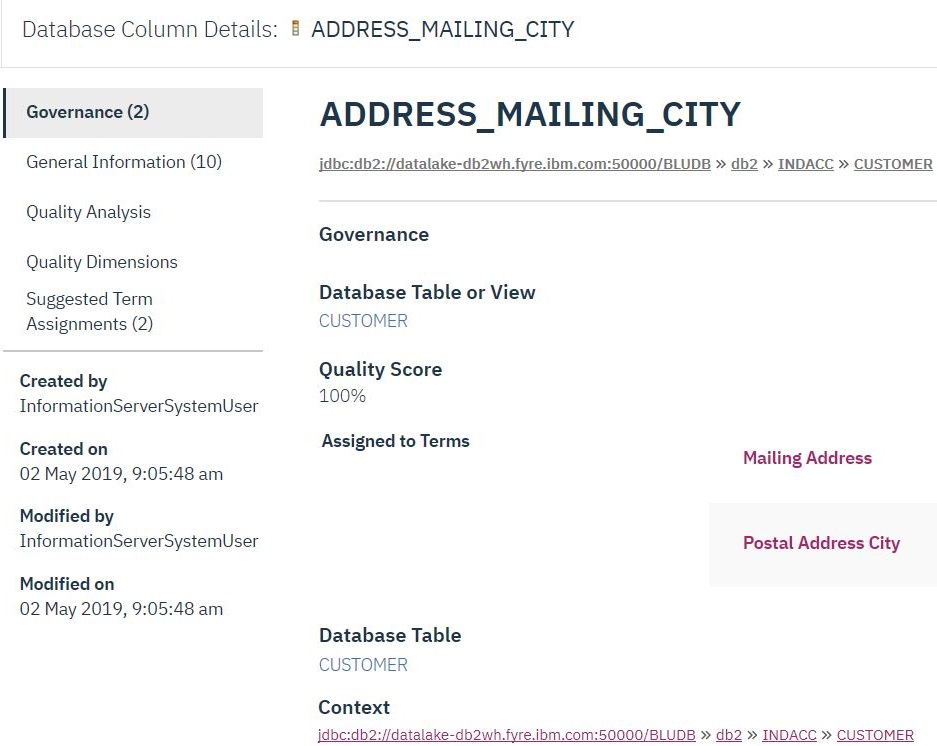 Database Column Details: ADDRESS_MAILING_CITY
Governance (2)
General Information (10)
Quality Analysis
Quality Dimensions
Suggested Term
Assignments (2)
Created by
InformationServerSystemUser
Created on
02 May 2019, 9:05:48 am
Modified by
InformationServerSystemUser
Modified on
02 May 2019, 9:05:48 am
ADDRESS_MAILING_CITY
jdbc:db2://datalake-db2wh.fyre.ibm.com:50000/BLUDB » db2 » INDACC » CUSTOMER
Governance
Database Table or View
CUSTOMER
Quality Score
100%
Assigned to Terms
Mailing Address
Postal Address City
Database Table
CUSTOMER
Context
jdbc:db2://datalake-db2wh.fyre.ibm.com:50000/BLUDB » db2 » INDACC » CUSTOMER